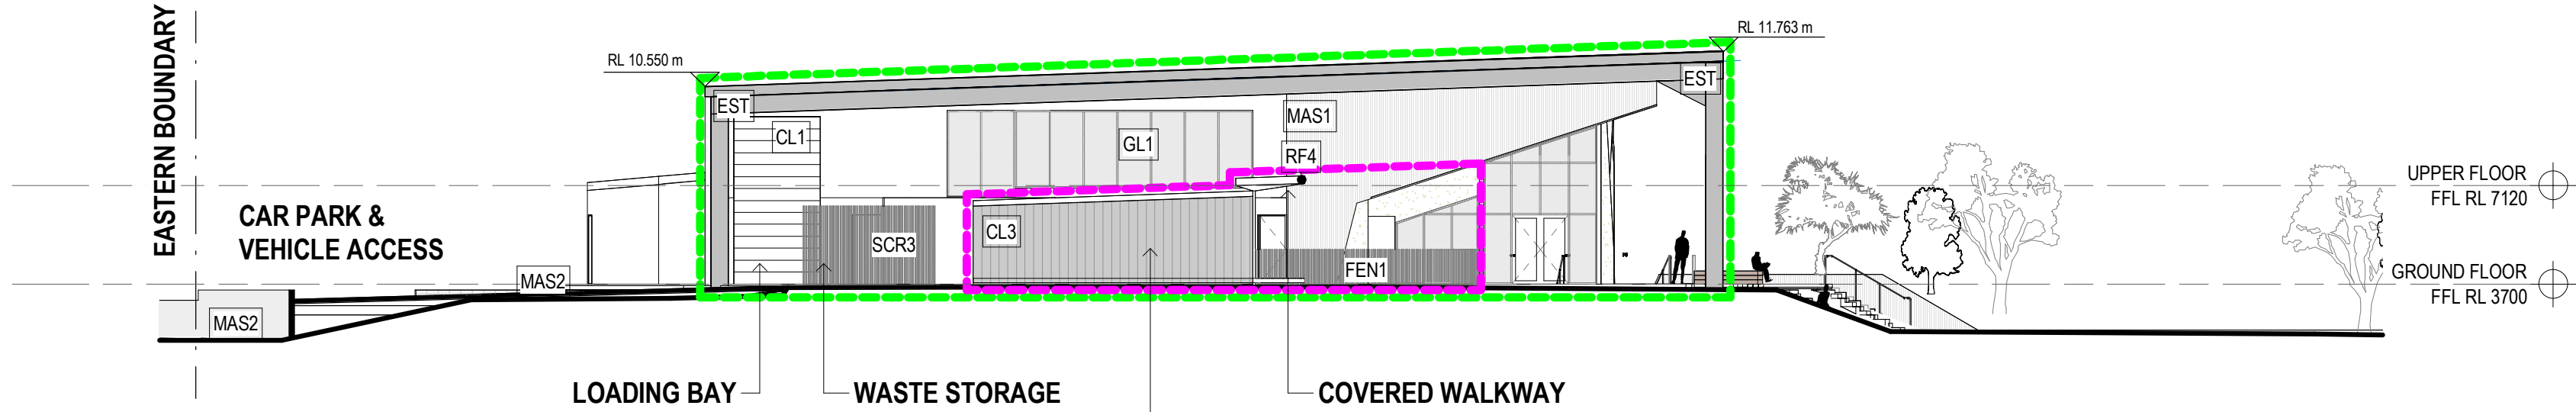 EASTERN BOUNDARY
RL 11.763 m
RL 10.550 m
EST
EST
CL1
MAS1
GL1
RF4
UPPER FLOOR
FFL RL 7120
CAR PARK &
VEHICLE ACCESS
CL3
SCR3
FEN1
MAS2
GROUND FLOOR
FFL RL 3700
MAS2
LOADING BAY
WASTE STORAGE
COVERED WALKWAY